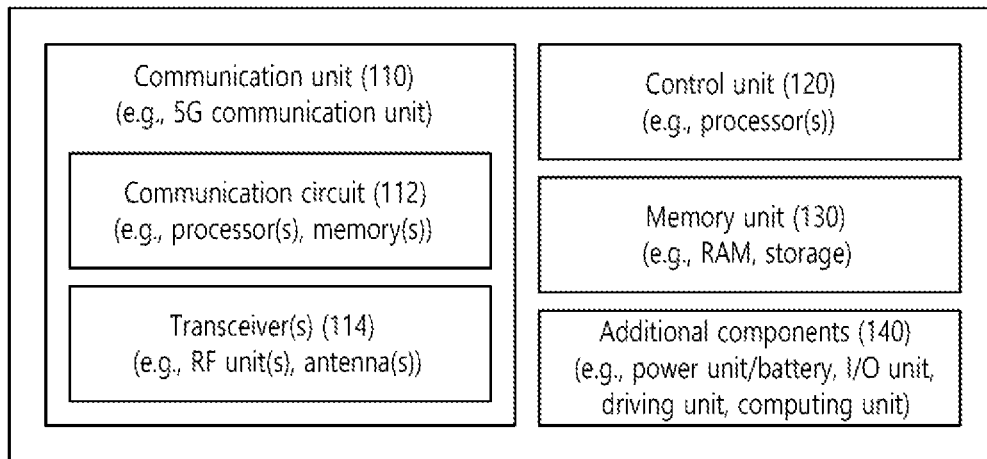 Communication unit (110)
(e.g., 5G communication unit)
Communication circuit (112)
(e.g., processor(s), memory(s))
Transceiver(s) (114)
(e.g., RF unit(s), antenna(s))
Control unit (120)
(e.g., processor(s))
Memory unit (130)
(e.g., RAM, storage)
Additional components (140)
(e.g., power unit/battery, I/O unit,
driving unit, computing unit)